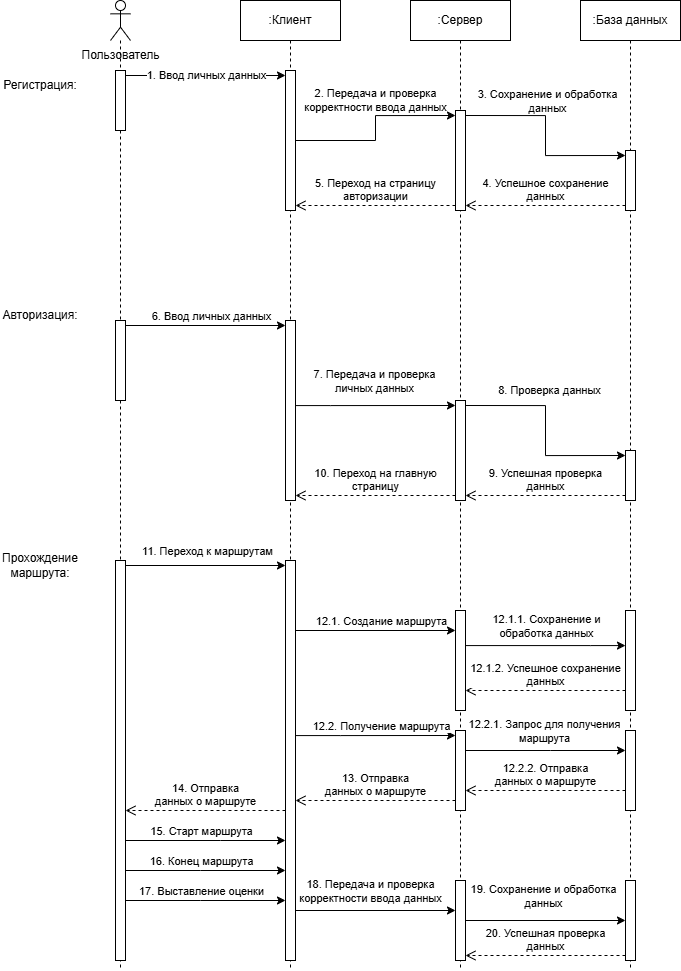 :Клиент
:Сервер
:База данных
Пользователь
Регистрация:
1. Ввод личных данных
2. Передача и проверка
корректности ввода данных
3. Сохранение и обработка
данных
5. Переход на страницу
авторизации
4. Успешное сохранение
данных
Авторизация:
6. Ввод личных данных
7. Передача и проверка
личных данных
8. Проверка данных
10. Переход на главную
страницу
9. Успешная проверка
данных
Прохождение
маршрута:
11. Переход к маршрутам
12.1. Создание маршрута
12.1.1. Сохранение и
обработка данных
12.1.2. Успешное сохранение
данных
12.2. Получение маршрута
12.2.1. Запрос для получения
маршрута
12.2.2. Отправка
данных о маршруте
13. Отправка
данных о маршруте
14. Отправка
данных о маршруте
15. Старт маршрута
16. Конец маршрута
17. Выставление оценки
18. Передача и проверка
корректности ввода данных
19. Сохранение и обработка
данных
20. Успешная проверка
данных